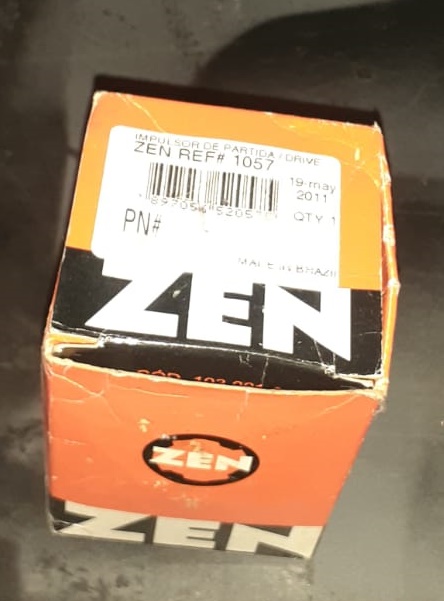 IMPULSOR DE PARTIDA / DRIVE
ZEN REF# 1057
19-may
2011
QTY 1
PN#
MADE IN BRAZIL
ZEN
ZEN
ZEN